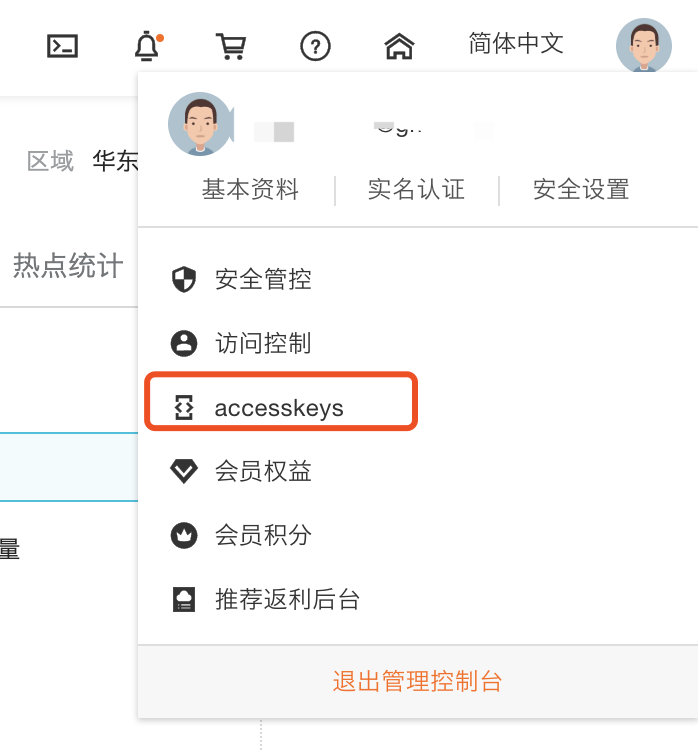 简体中文
区域 华东
基本资料 实名认证 安全设置
热点统计
安全管控
访问控制
accesskeys
会员权益
会员积分
量
推荐返利后台
退出管理控制台